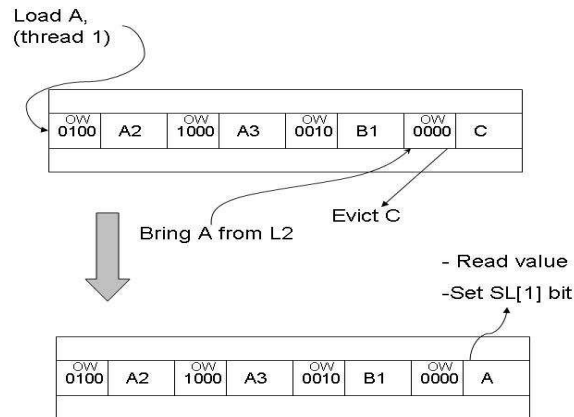 Load A,
(thread 1)
OW OW OW OW
0100 A2 1000 A3 0010 B1 0000 C
Evict C
Bring A from L2
- Read value
-Set SL[1] bit
OW OW OW OW
0100 A2 1000 A3 0010 B1 0000 A